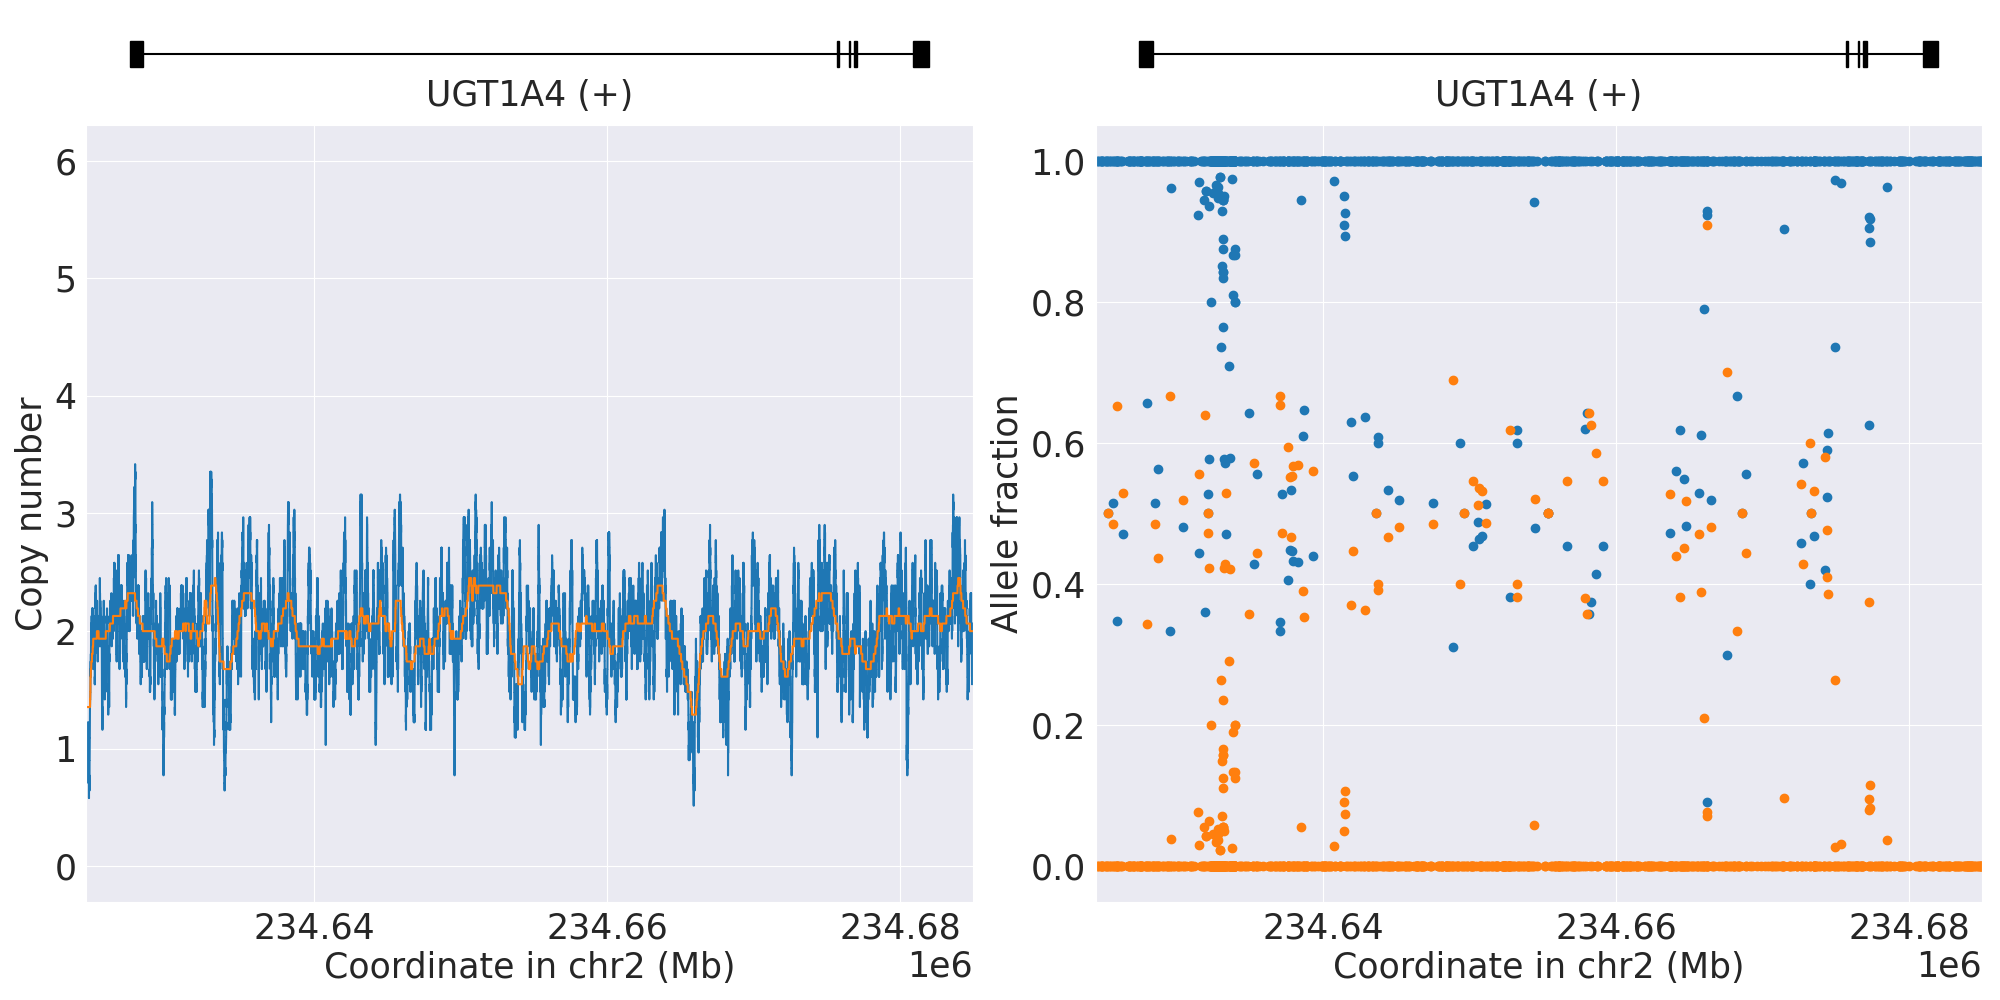 UGT1A4 (+)
6
5
4
3
2
1
0
Copy number
234.64
234.66
234.68
Coordinate in chr2 (Mb)
1e6
UGT1A4 (+)
1.0
0.8
0.6
0.4
0.2
0.0
Allele fraction
234.64
234.66
234.68
Coordinate in chr2 (Mb)
1e6